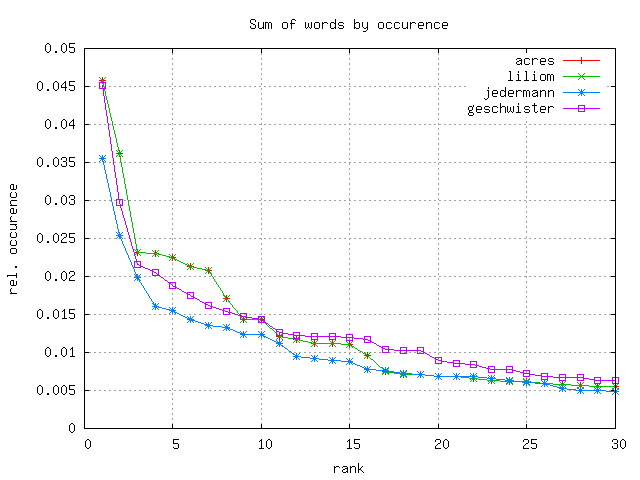 Sum of words by occurence
0.05
0.045
0.04
0.035
0.03
0.025
0.02
0.015
0.01
0.005
0
rel. occurence
acres
liliom
jedermann
geschwister
0 5 10 15 20 25 30
rank